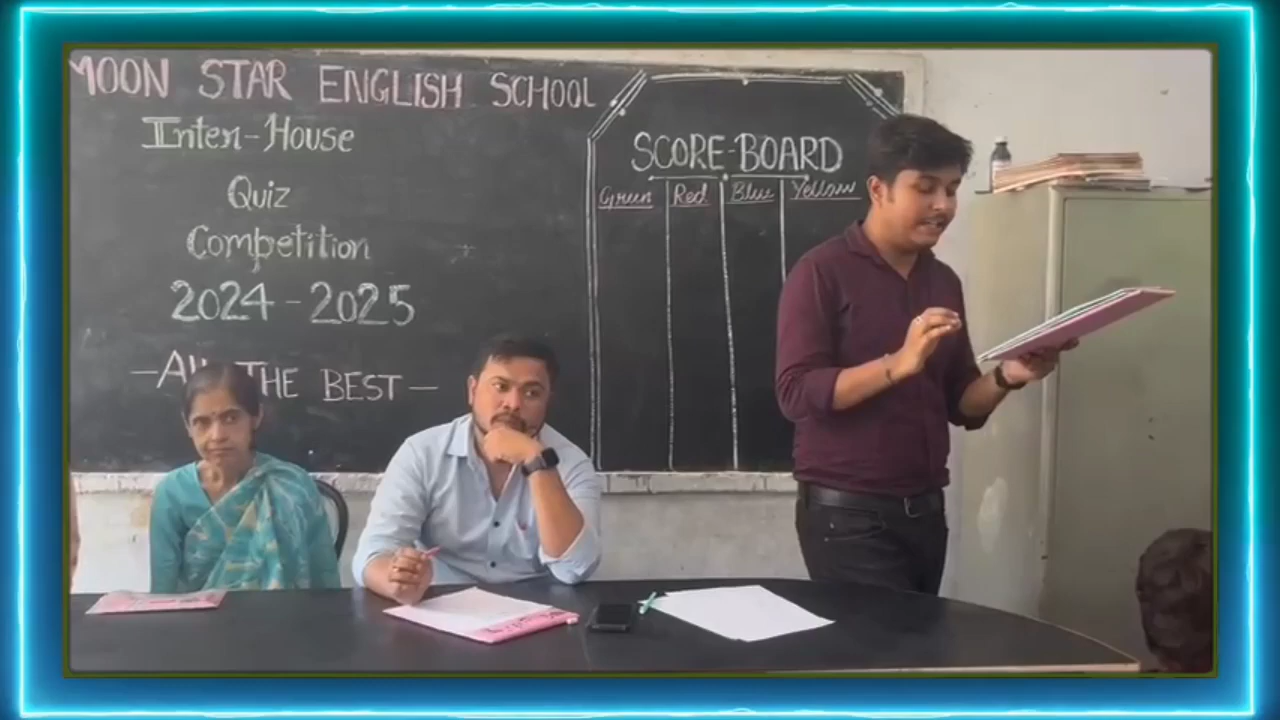 MOON STAR ENGLISH SCHOOL
Inter-House
Quiz
Competition
2024-2025
-All THE BEST-
SCORE-BOARD
Green Red Blue Yellow